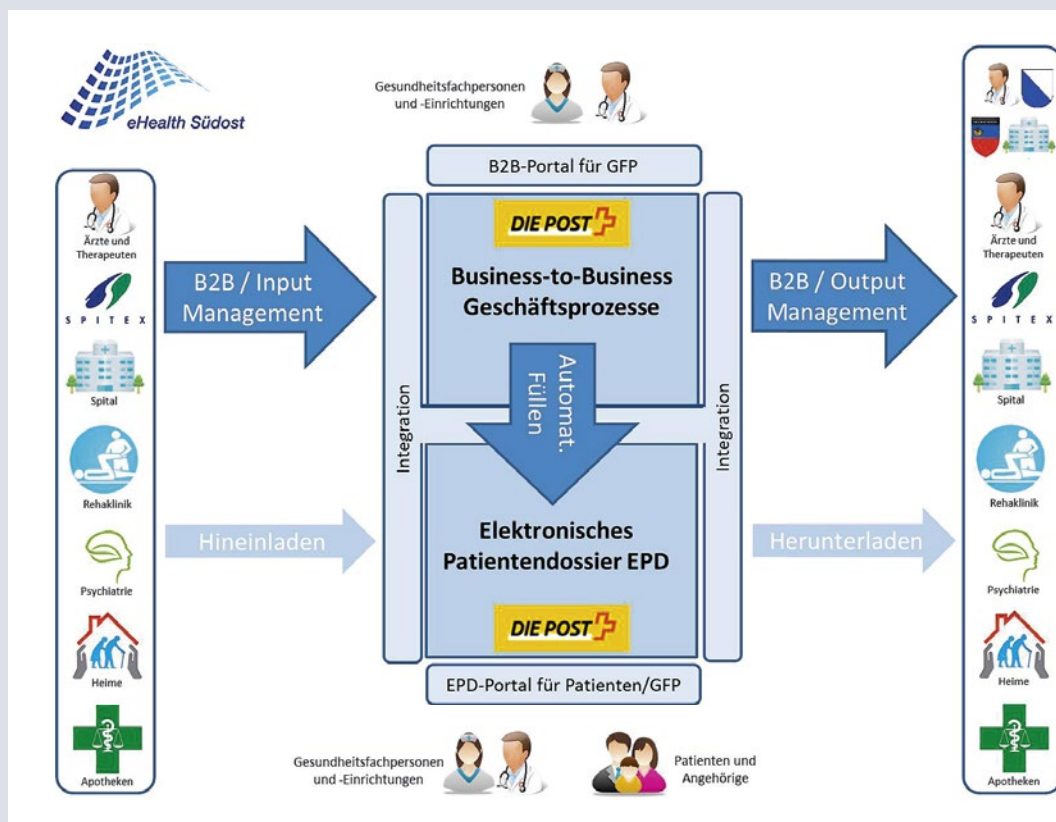 eHealth Südost
Gesundheitsfachpersonen
und -Einrichtungen
B2B-Portal für GFP
Ärzte und
Therapeuten
SPITEX
Spital
Rehaklinik
Psychiatrie
Heime
Apotheken
B2B / Input
Management
Hineinladen
Integration
DIE POST
Business-to-Business
Geschäftsprozesse
Automat.
Füllen
Elektronisches
Patientendossier EPD
DIE POST
Integration
B2B / Output
Management
Herunterladen
EPD-Portal für Patienten/GFP
Gesundheitsfachpersonen
und -Einrichtungen
Patienten und
Angehörige
Ärzte und
Therapeuten
SPITEX
Spital
Rehaklinik
Psychiatrie
Heime
Apotheken